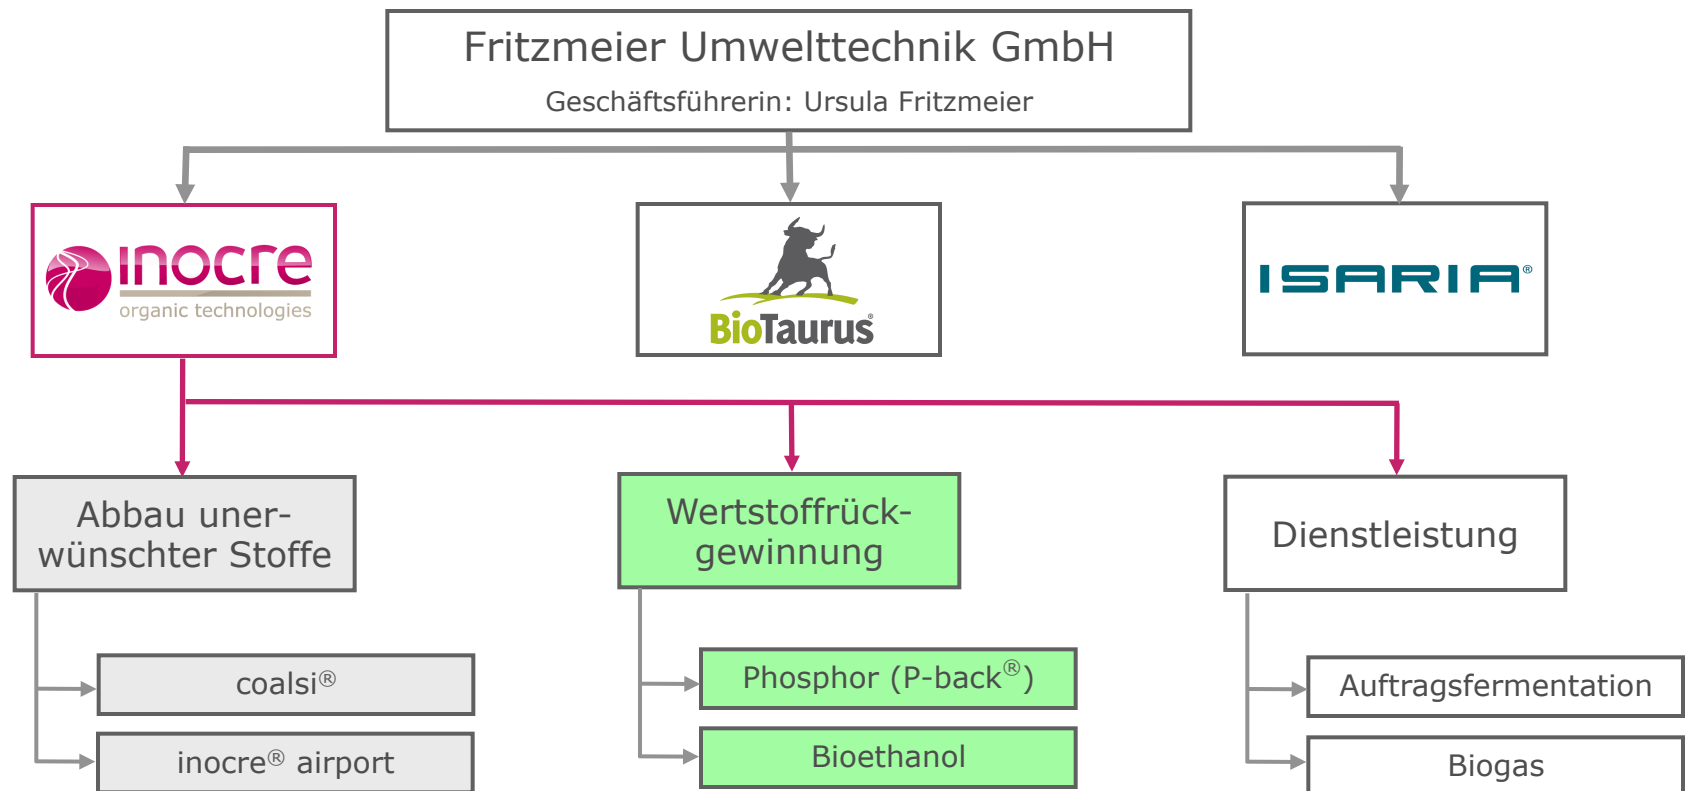 Fritzmeier Umwelttechnik GmbH
Geschäftsführerin: Ursula Fritzmeier
inocre
organic technologies
BioTaurus®
ISARIA®
Abbau uner-
wünschter Stoffe
Wertstoffrück-
gewinnung
Dienstleistung
coalsi®
Phosphor (P-back®)
Auftragsfermentation
inocre® airport
Bioethanol
Biogas